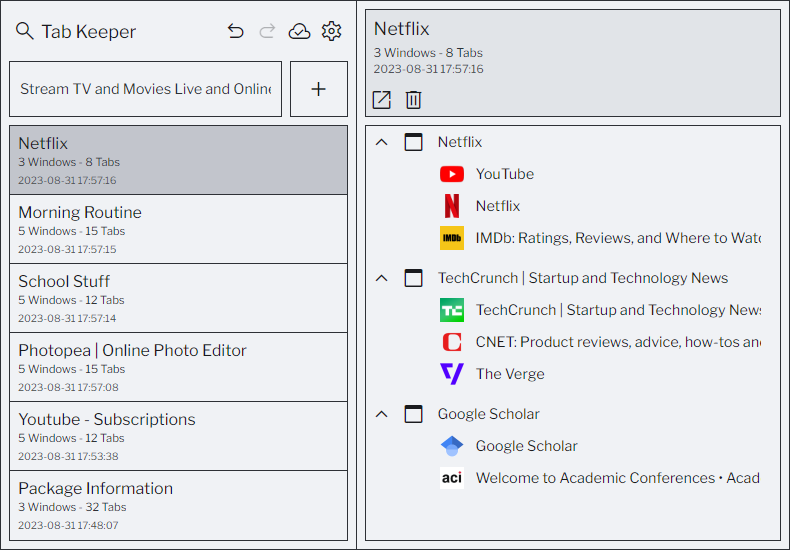 Tab Keeper
Stream TV and Movies Live and Online
Netflix
3 Windows - 8 Tabs
2023-08-31 17:57:16
Morning Routine
5 Windows - 15 Tabs
2023-08-31 17:57:15
School Stuff
5 Windows - 12 Tabs
2023-08-31 17:57:14
Photopea | Online Photo Editor
5 Windows - 15 Tabs
2023-08-31 17:57:08
Youtube - Subscriptions
5 Windows - 12 Tabs
2023-08-31 17:53:38
Package Information
3 Windows - 32 Tabs
2023-08-31 17:48:07
Netflix
3 Windows - 8 Tabs
2023-08-31 17:57:16
Netflix
YouTube
N Netflix
IMDb IMDb: Ratings, Reviews, and Where to Watc
TechCrunch | Startup and Technology News
TC TechCrunch | Startup and Technology News
CNET: Product reviews, advice, how-tos and
The Verge
Google Scholar
Google Scholar
aci Welcome to Academic Conferences • Acad